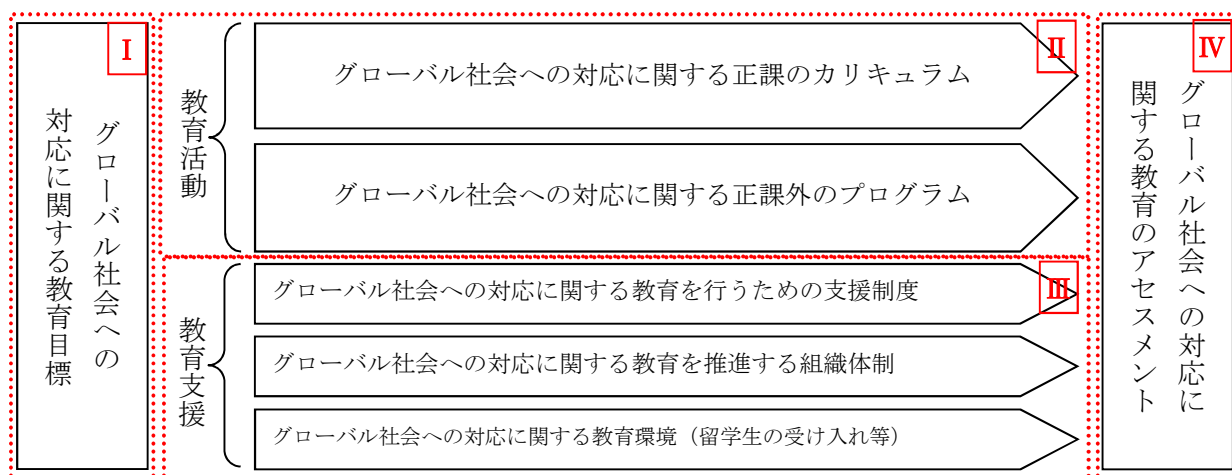 Ⅰ
グローバル社会への
対応に関する教育目標
教育活動
Ⅱ
グローバル社会への対応に関する正課のカリキュラム
グローバル社会への対応に関する正課外のプログラム
教育支援
Ⅲ
グローバル社会への対応に関する教育を行うための支援制度
グローバル社会への対応に関する教育を推進する組織体制
グローバル社会への対応に関する教育環境（留学生の受け入れ等）
Ⅳ
グローバル社会への対応に
関する教育のアセスメント